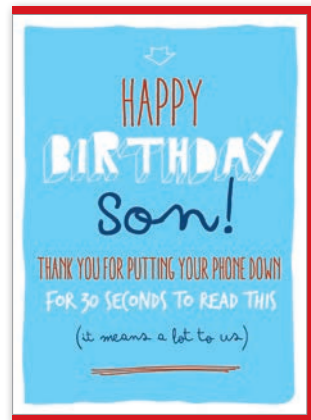 HAPPY
BIRTHDAY
Son!
THANK YOU FOR PUTTING YOUR PHONE DOWN
FOR 30 SECONDS TO READ THIS
(it means a lot to us)